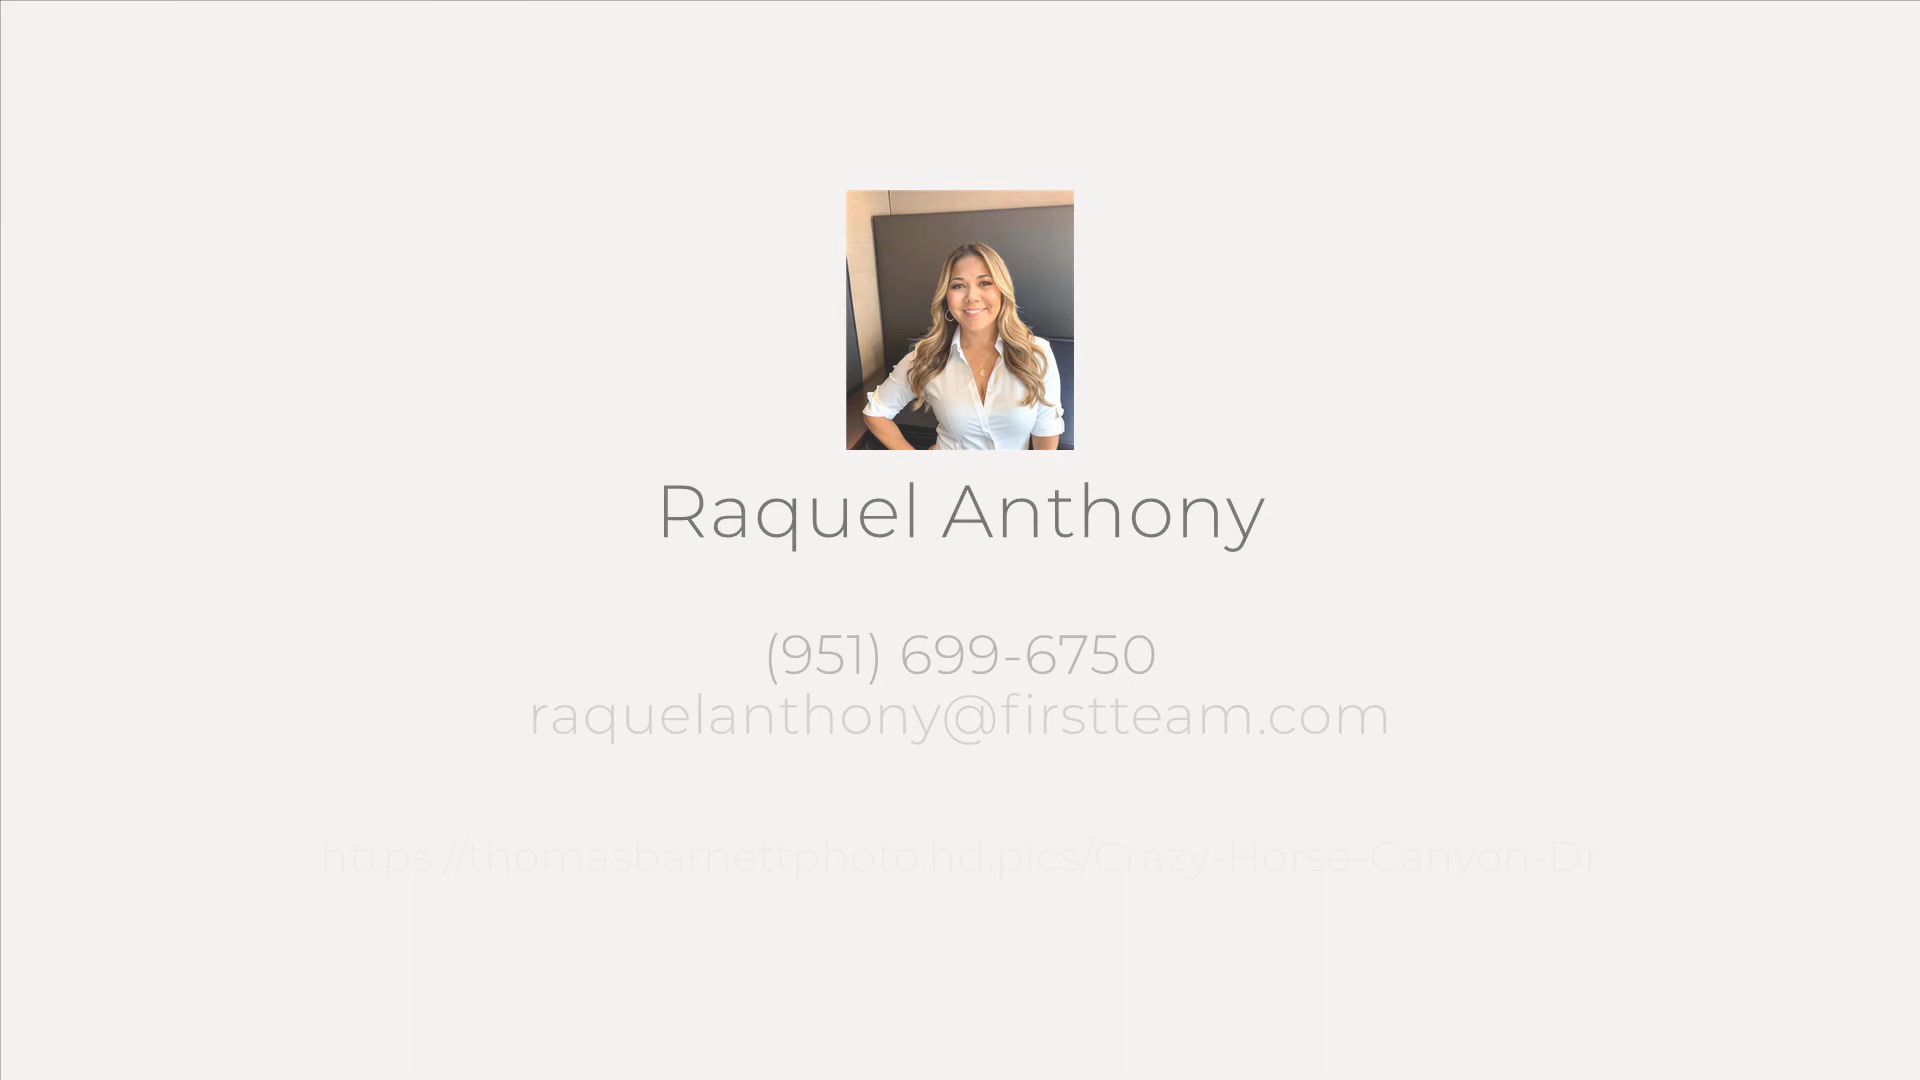 Raquel Anthony
(951) 699-6750
raquelanthony@firstteam.com
https://thomasbarnettphoto.hd.pics/Crazy-Horse-Canyon-Dr